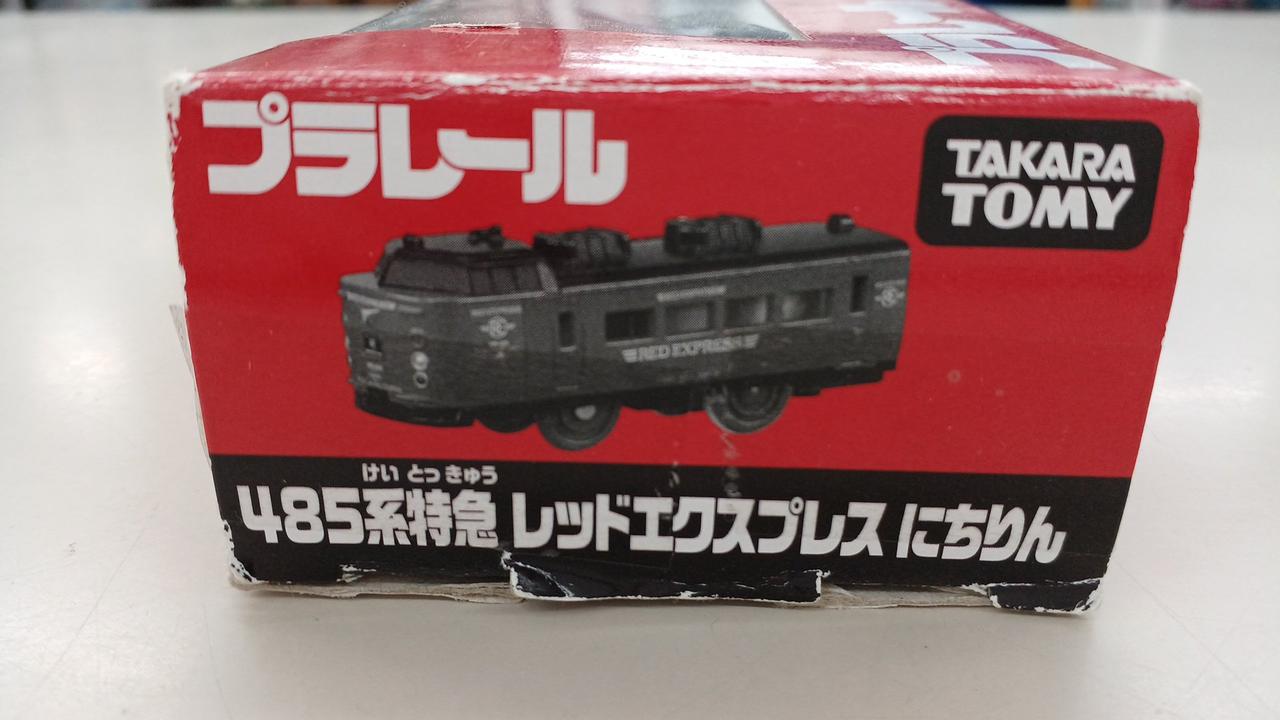 プラレール
TAKARA
TOMY
RED EXPRESS
けい とっ きゅう
485系特急 レッドエクスプレス にちりん